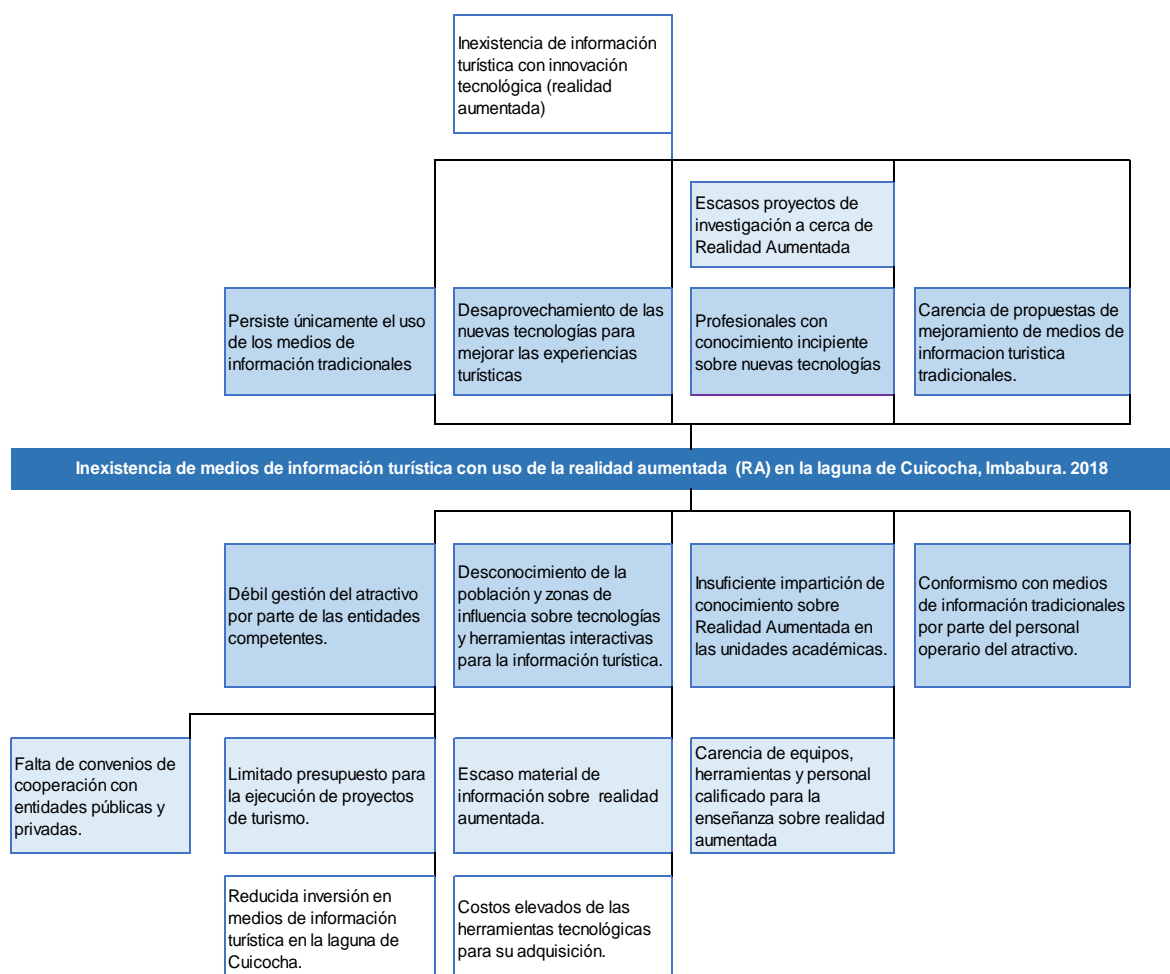 Inexistencia de información
turística con innovación
tecnológica (realidad
aumentada)
Escasos proyectos de
investigación a cerca de
Realidad Aumentada
Persiste únicamente el uso
de los medios de
información tradicionales
Desaprovechamiento de las
nuevas tecnologías para
mejorar las experiencias
turísticas
Profesionales con
conocimiento incipiente
sobre nuevas tecnologías
Carencia de propuestas de
mejoramiento de medios de
informacion turistica
tradicionales.
Inexistencia de medios de información turística con uso de la realidad aumentada (RA) en la laguna de Cuicocha, Imbabura. 2018
Débil gestión del atractivo
por parte de las entidades
competentes.
Desconocimiento de la
población y zonas de
influencia sobre tecnologías
y herramientas interactivas
para la información turística.
Insuficiente impartición de
conocimiento sobre
Realidad Aumentada en
las unidades académicas.
Conformismo con medios
de información tradicionales
por parte del personal
operario del atractivo.
Falta de convenios de
cooperación con
entidades públicas y
privadas.
Limitado presupuesto para
la ejecución de proyectos
de turismo.
Escaso material de
información sobre realidad
aumentada.
Carencia de equipos,
herramientas y personal
calificado para la
enseñanza sobre realidad
aumentada
Reducida inversión en
medios de información
turística en la laguna de
Cuicocha.
Costos elevados de las
herramientas tecnológicas
para su adquisición.